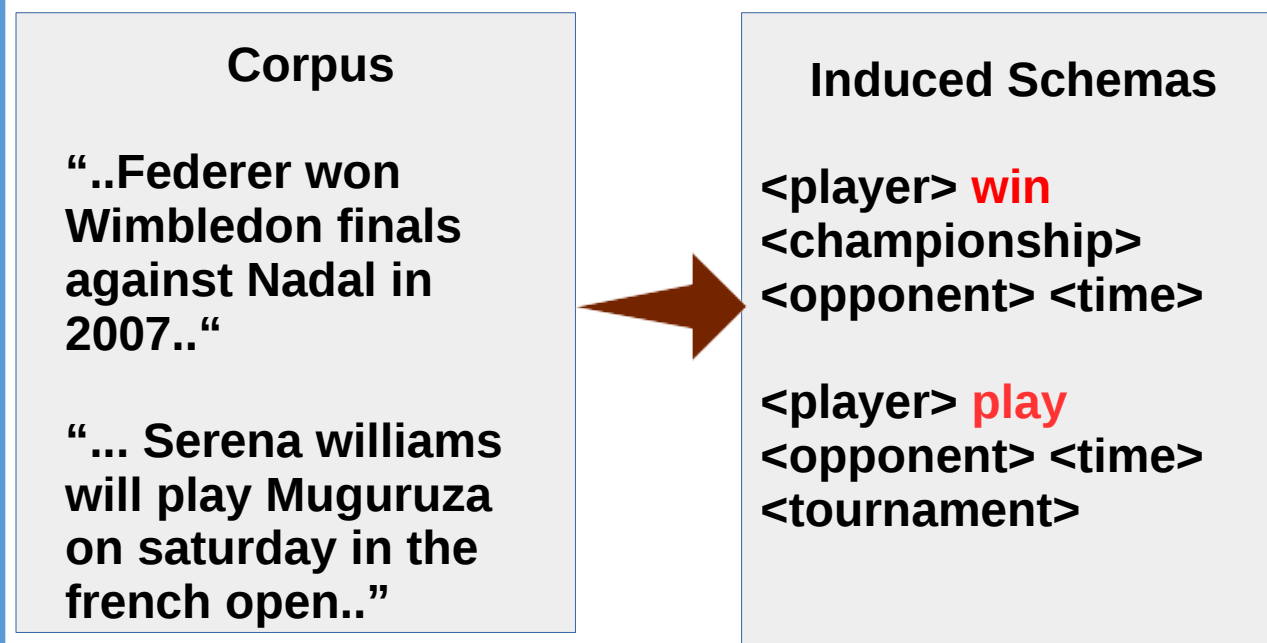 Corpus
“..Federer won
Wimbledon finals
against Nadal in
2007..“
“... Serena williams
will play Muguruza
on saturday in the
french open..”
Induced Schemas
<player> win
<championship>
<opponent> <time>
<player> play
<opponent> <time>
<tournament>